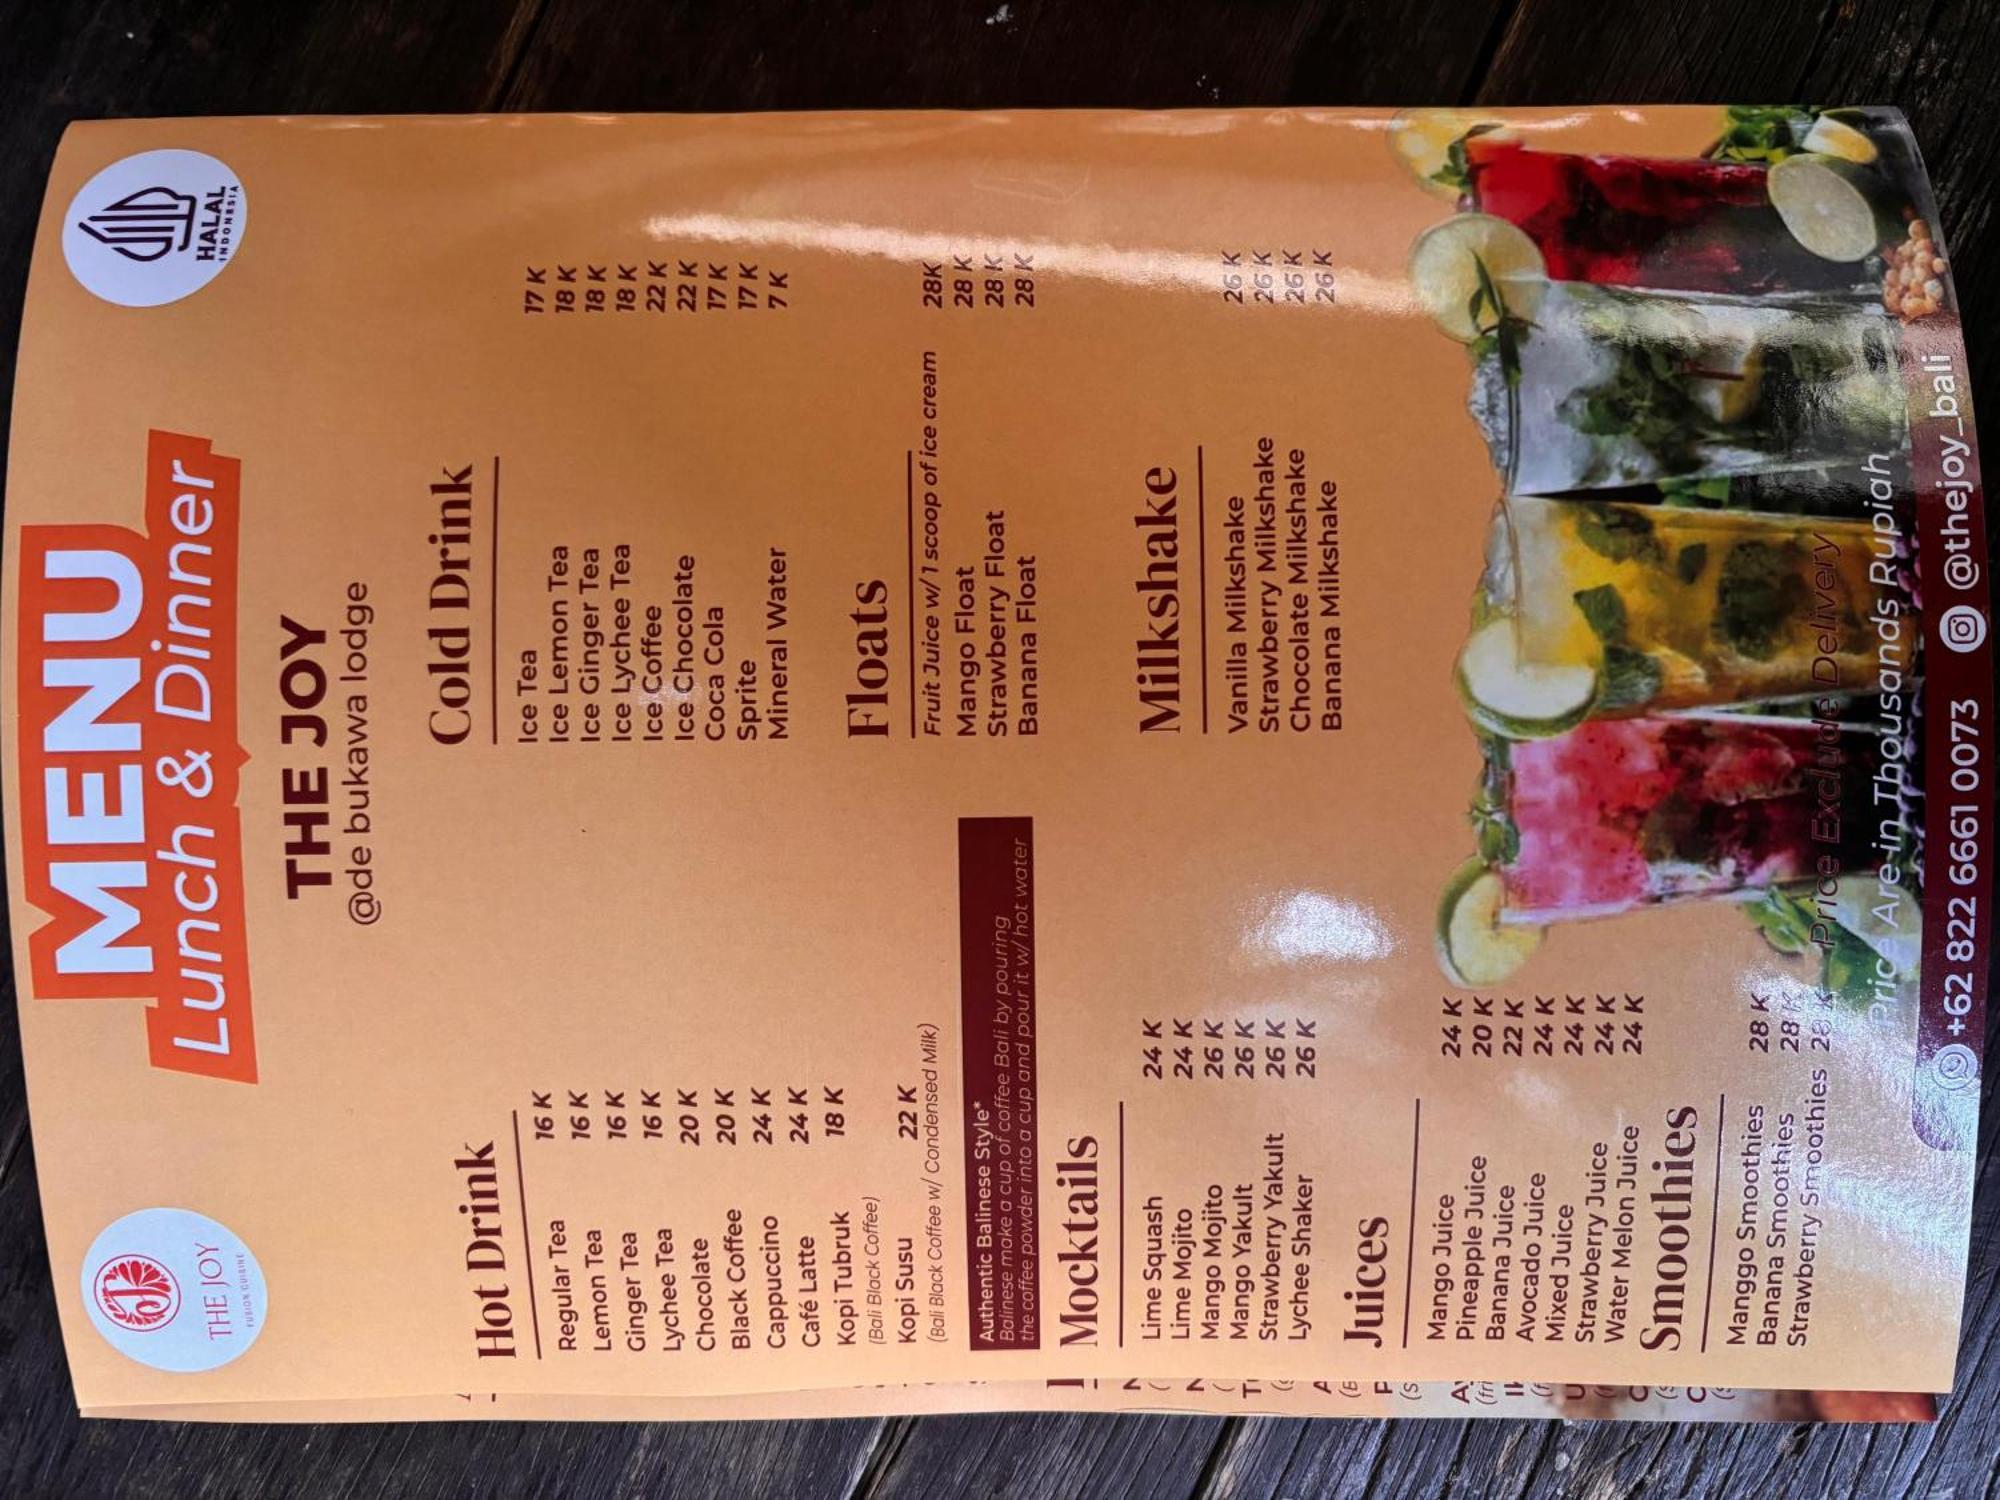 THE JOY
FUSION CUISINE
MENU
Lunch & Dinner
HALAL
INDONESIA
THE JOY
@de bukawa lodge
Hot Drink
Regular Tea 16 K
Lemon Tea 16 K
Ginger Tea 16 K
Lychee Tea 16 K
Chocolate 20 K
Black Coffee 20 K
Cappuccino 24 K
Café Latte 24 K
Kopi Tubruk 18 K
(Bali Black Coffee)
Kopi Susu 22 K
(Bali Black Coffee w/ Condensed Milk)
Authentic Balinese Style*
Balinese make a cup of coffee Bali by pouring
the coffee powder into a cup and pour it w/ hot water
Mocktails
Lime Squash 24 K
Lime Mojito 24 K
Mango Mojito 26 K
Mango Yakult 26 K
Strawberry Yakult 26 K
Lychee Shaker 26 K
Juices
Mango Juice 24 K
Pineapple Juice 20 K
Banana Juice 22 K
Avocado Juice 24 K
Mixed Juice 24 K
Strawberry Juice 24 K
Water Melon Juice 24 K
Smoothies
Manggo Smoothies 28 K
Banana Smoothies 28 K
Strawberry Smoothies 28 K
Cold Drink
Ice Tea 17 K
Ice Lemon Tea 18 K
Ice Ginger Tea 18 K
Ice Lychee Tea 18 K
Ice Coffee 22 K
Ice Chocolate 22 K
Coca Cola 17 K
Sprite 17 K
Mineral Water 7 K
Floats
Fruit Juice w/ 1 scoop of ice cream 28K
Mango Float 28 K
Strawberry Float 28 K
Banana Float 28 K
Milkshake
Vanilla Milkshake 26 K
Strawberry Milkshake 26 K
Chocolate Milkshake 26 K
Banana Milkshake 26 K
Price Exclude Delivery
Price Are in Thousands Rupiah
+62 822 6661 0073 @thejoy_bali